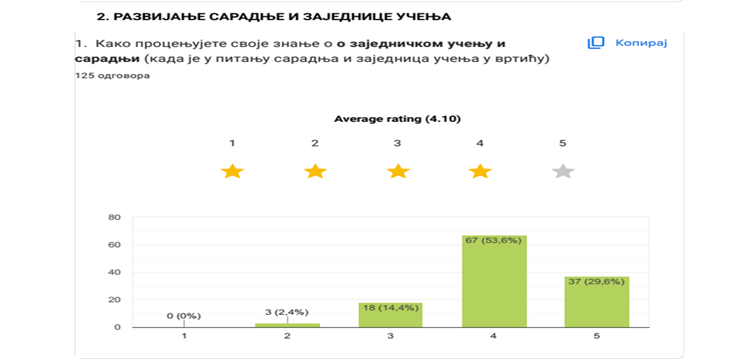 2. РАЗВИЈАЊЕ САРАДЊЕ И ЗАЈЕДНИЦЕ УЧЕЊА
1. Како процењујете своје знање о о заједничком учењу и
сарадњи (када је у питању сарадња и заједница учења у вртићу)
Копирај
125 одговора
Average rating (4.10)
1 2 3 4 5
80
60
40
20
0
0 (0%)
3 (2,4%)
18 (14,4%)
67 (53,6%)
37 (29,6%)
1 2 3 4 5